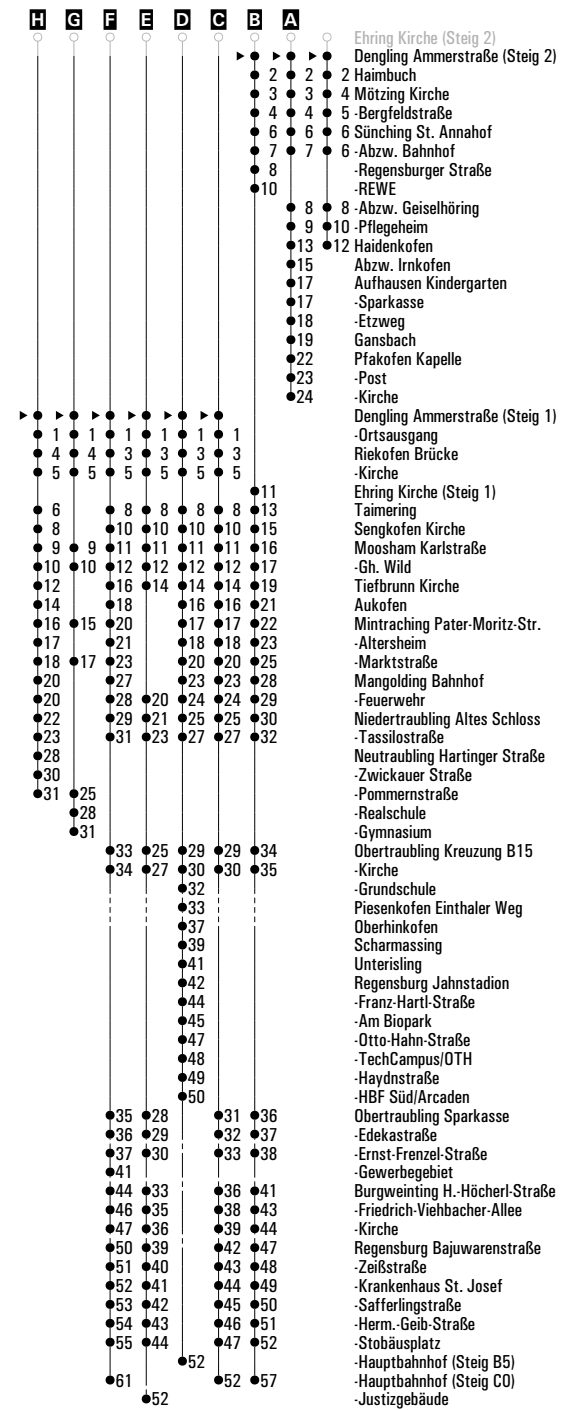 H G F E D C B A
Ehring Kirche (Steig 2)
Dengling Ammerstraße (Steig 2)
2 2 2 Haimbuch
3 3 4 Mötzing Kirche
4 4 5 -Bergfeldstraße
6 6 6 Sünching St. Annahof
7 7 6 -Abzw. Bahnhof
8 -Regensburger Straße
10 -REWE
8 8 -Abzw. Geiselhöring
9 10 -Pflegeheim
13 12 Haidenkofen
15 Abzw. Irnkofen
17 Aufhausen Kindergarten
17 -Sparkasse
18 -Etzweg
19 Gansbach
22 Pfakofen Kapelle
23 -Post
24 -Kirche
Dengling Ammerstraße (Steig 1)
1 1 1 1 1 1 -Ortsausgang
4 4 3 3 3 3 Riekofen Brücke
5 5 5 5 5 5 -Kirche
11 Ehring Kirche (Steig 1)
6 8 8 8 8 13 Taimering
8 10 10 10 10 15 Sengkofen Kirche
9 9 11 11 11 11 16 Moosham Karlstraße
10 10 12 12 12 12 17 -Gh. Wild
12 16 14 14 14 19 Tiefbrunn Kirche
14 18 16 16 21 Aukofen
16 15 20 17 17 22 Mintraching Pater-Moritz-Str.
17 21 18 18 23 -Altersheim
18 17 23 20 20 25 -Marktstraße
20 27 23 23 28 Mangolding Bahnhof
20 28 20 24 24 29 -Feuerwehr
22 29 21 25 25 30 Niedertraubling Altes Schloss
23 31 23 27 27 32 -Tassilostraße
28 Neutraubling Hartinger Straße
30 -Zwickauer Straße
31 25 -Pommernstraße
28 -Realschule
31 -Gymnasium
33 25 29 29 34 Obertraubling Kreuzung B15
34 27 30 30 35 -Kirche
32 -Grundschule
33 Piesenkofen Einthaler Weg
37 Oberhinkofen
39 Scharmassing
41 Unterisling
42 Regensburg Jahnstadion
44 -Franz-Hartl-Straße
45 -Am Biopark
47 -Otto-Hahn-Straße
48 -TechCampus/OTH
49 -Haydnstraße
50 -HBF Süd/Arcaden
35 28 31 36 Obertraubling Sparkasse
36 29 32 37 -Edekastraße
37 30 33 38 -Ernst-Frenzel-Straße
41 -Gewerbegebiet
44 33 36 41 Burgweinting H.-Höcherl-Straße
46 35 38 43 -Friedrich-Viehbacher-Allee
47 36 39 44 -Kirche
50 39 42 47 Regensburg Bajuwarenstraße
51 40 43 48 -Zeißstraße
52 41 44 49 -Krankenhaus St. Josef
53 42 45 50 -Safferlingstraße
54 43 46 51 -Herm.-Geib-Straße
55 44 47 52 -Stobäusplatz
52 -Hauptbahnhof (Steig B5)
61 52 57 -Hauptbahnhof (Steig C0)
52 -Justizgebäude